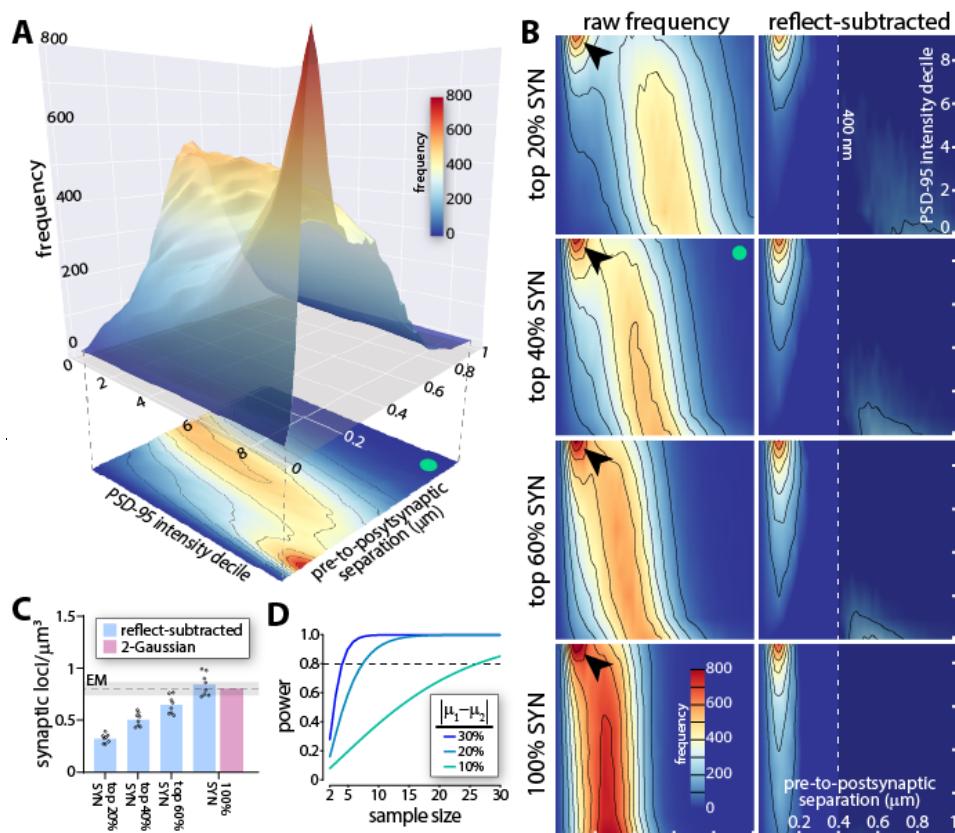 A
800
600
400
200
0
frequency
800
600
400
200
0
frequency
0
2
4
6
8
0
0.2
0.4
0.6
0.8
1
PSD-95 intensity decile
pre-to-posytsynaptic
separation (μm)
B
raw frequency
reflect-subtracted
top 20% SYN
top 40% SYN
top 60% SYN
100% SYN
400 nm
8
6
4
2
0
PSD-95 intensity decile
800
600
400
200
0
frequency
pre-to-postsynaptic
separation (μm)
0.2
0.4
0.6
0.8
1
C
synaptic loci/μm³
1.5
1
0.5
0
reflect-subtracted
2-Gaussian
EM
top 20%
SYN
top 40%
SYN
top 60%
SYN
100%
SYN
D
power
1.0
0.8
0.6
0.4
0.2
0
2
5
10
15
20
25
30
sample size
|μ₁−μ₂|
30%
20%
10%